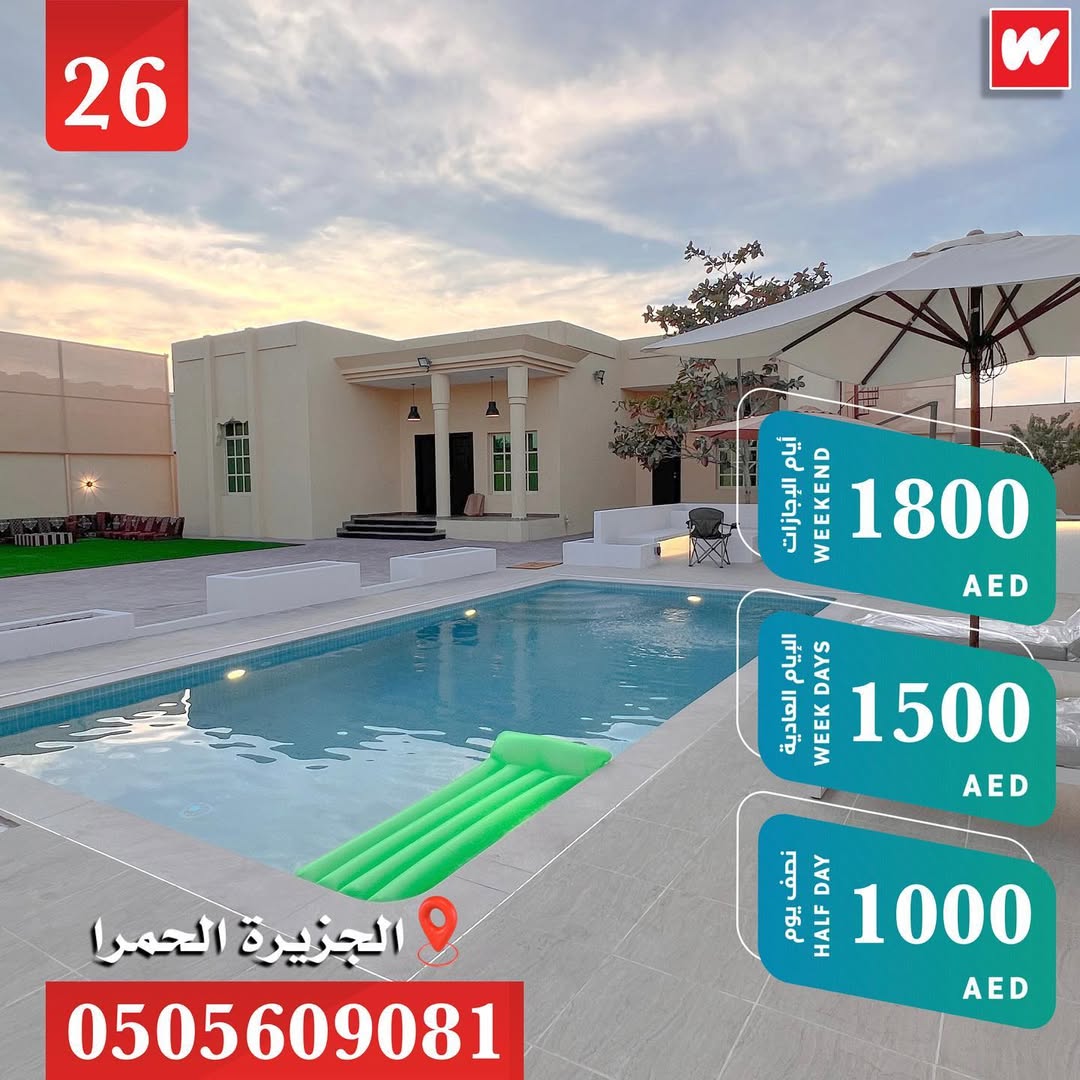 26
W
أيام الإجازات
WEEKEND
1800
AED
الايام العادية
WEEK DAYS
1500
AED
نصف يوم
HALF DAY
1000
AED
الجزيرة الحمرا
0505609081